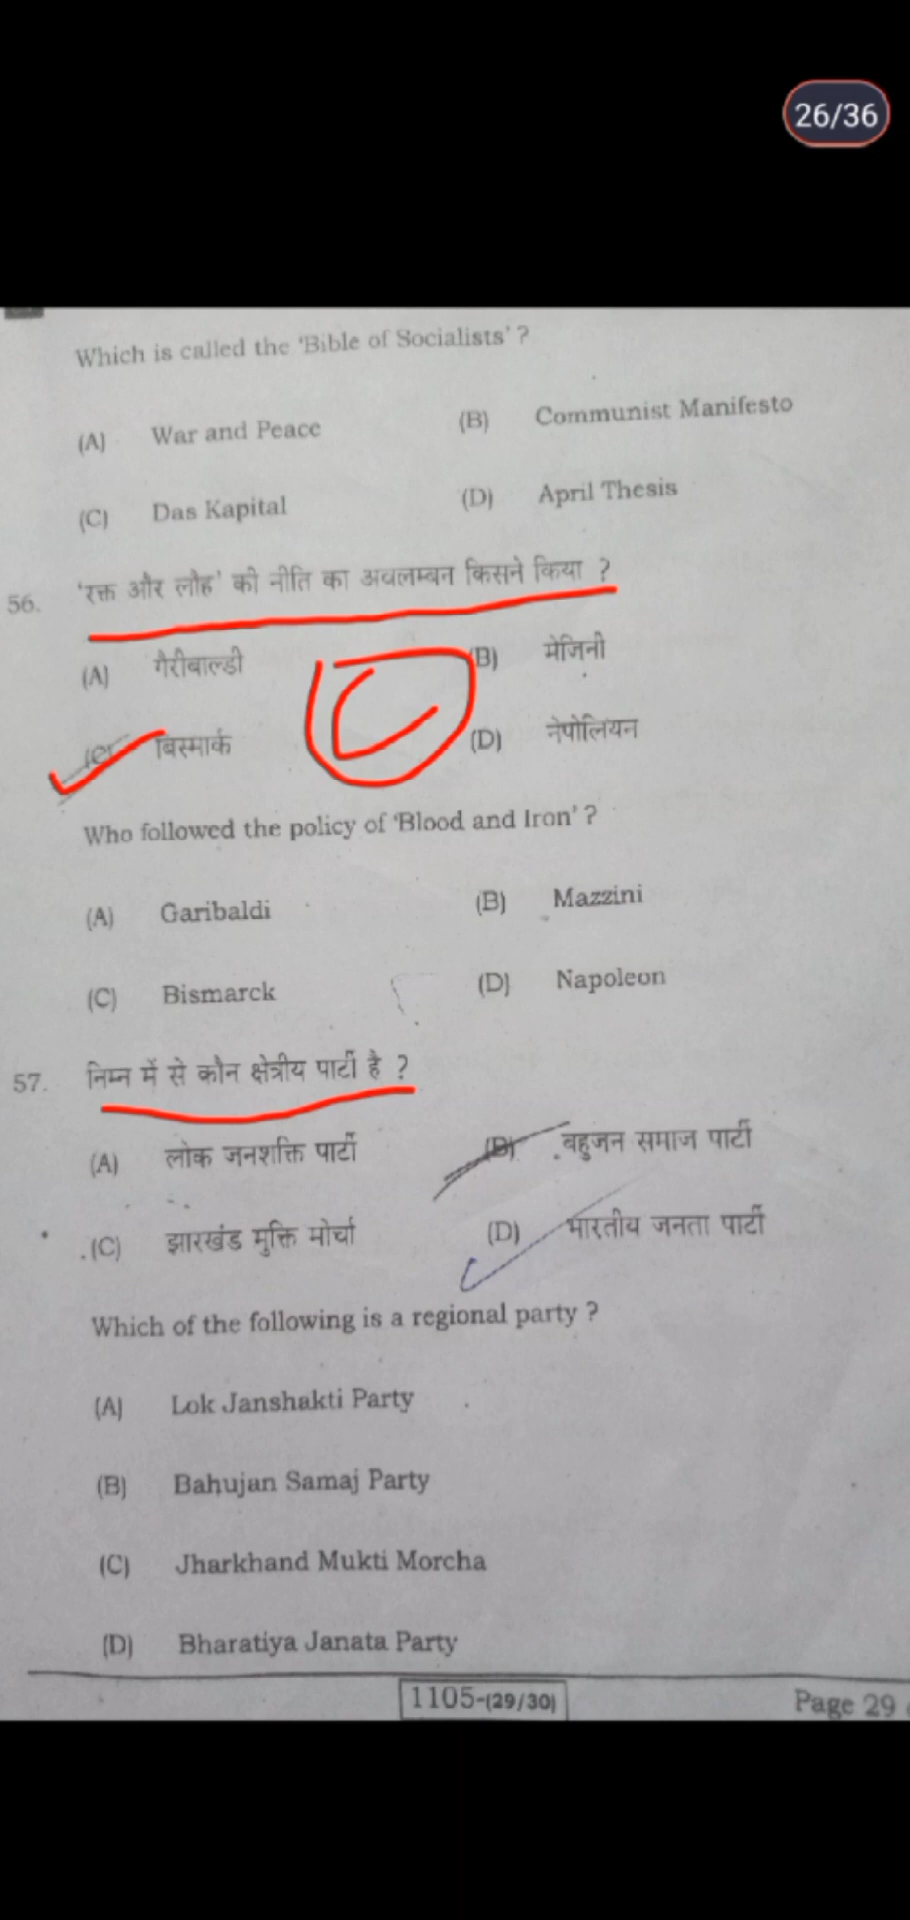 26/36
Which is called the 'Bible of Socialists' ?
(A) War and Peace (B) Communist Manifesto
(C) Das Kapital (D) April Thesis
56. 'रक्त और लौह' की नीति का अवलम्बन किसने किया ?
(A) गैरीबाल्डी (B) मेजिनी
(C) बिस्मार्क (D) नेपोलियन
C
Who followed the policy of 'Blood and Iron' ?
(A) Garibaldi (B) Mazzini
(C) Bismarck (D) Napoleon
57. निम्न में से कौन क्षेत्रीय पार्टी है ?
(A) लोक जनशक्ति पार्टी (B) बहुजन समाज पार्टी
(C) झारखंड मुक्ति मोर्चा (D) भारतीय जनता पार्टी
Which of the following is a regional party ?
(A) Lok Janshakti Party
(B) Bahujan Samaj Party
(C) Jharkhand Mukti Morcha
(D) Bharatiya Janata Party
1105-(29/30) Page 29